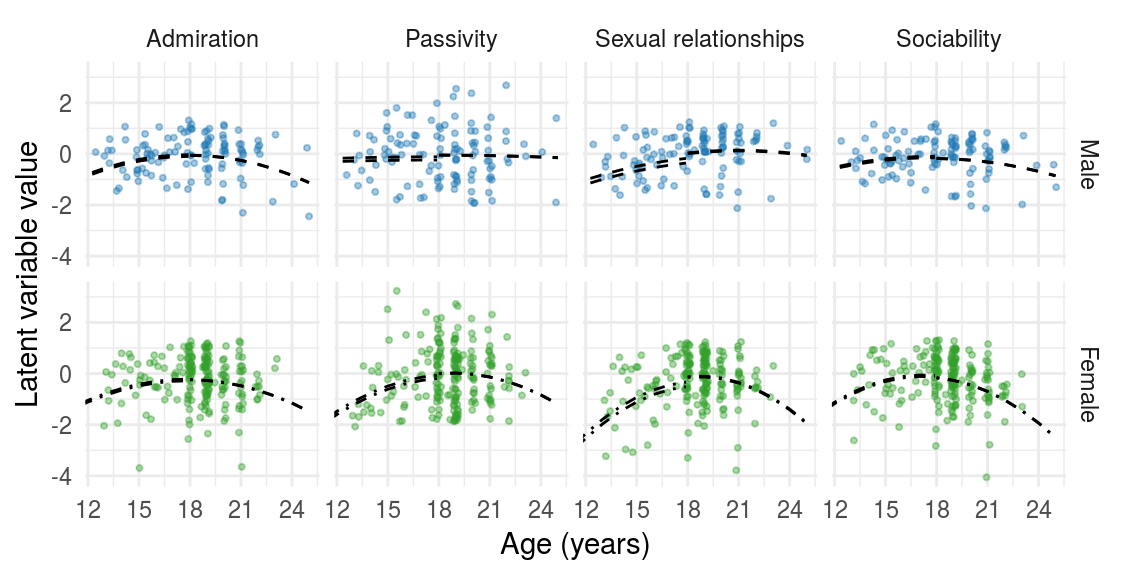 Admiration Passivity Sexual relationships Sociability
2
0
-2
-4
Male
2
0
-2
-4
Female
Latent variable value
12 15 18 21 24 12 15 18 21 24 12 15 18 21 24 12 15 18 21 24
Age (years)